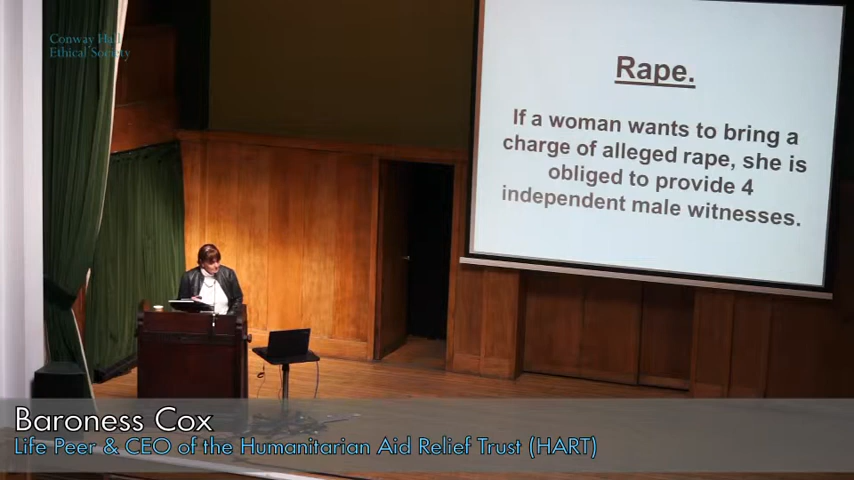 Conway Hall
Ethical Society
Rape.
If a woman wants to bring a
charge of alleged rape, she is
obligated to provide 4
independent male witnesses.
Baroness Cox
Life Peer & CEO of the Humanitarian Aid Relief Trust (HART)